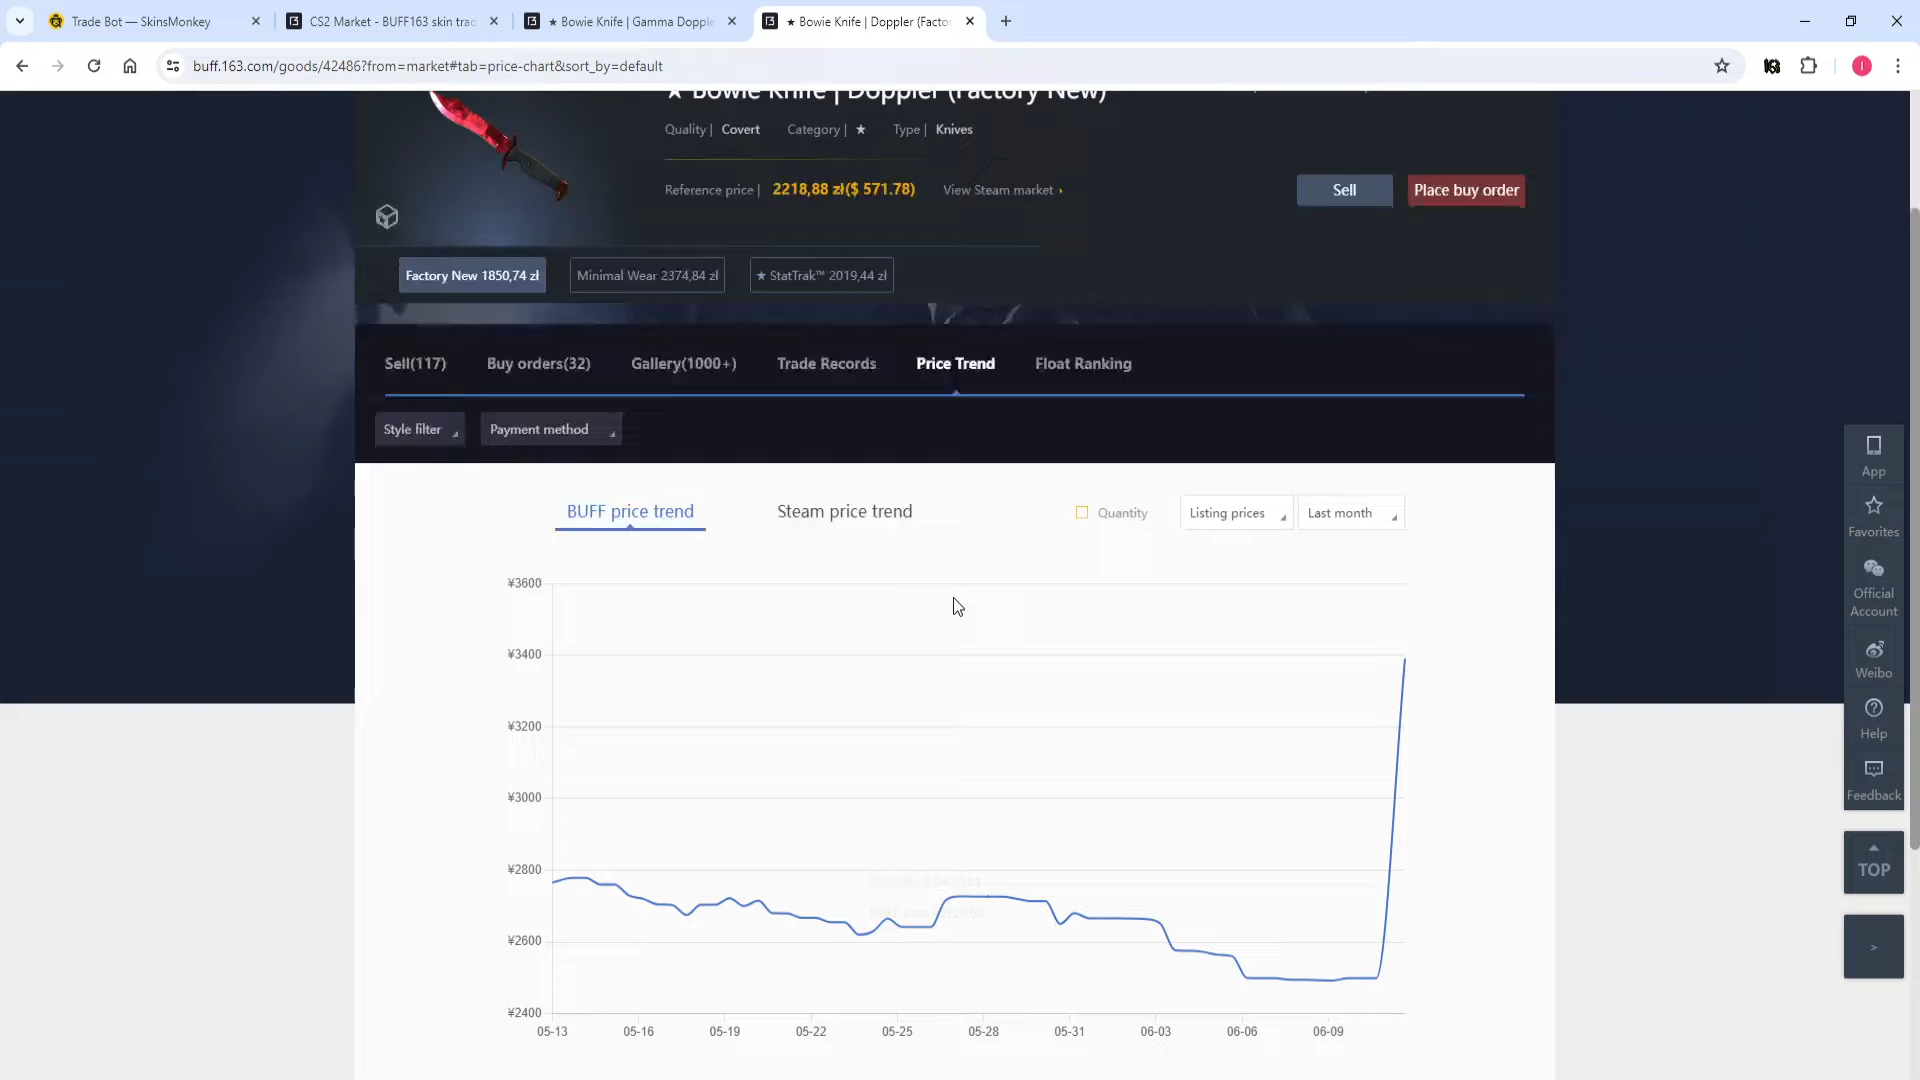 Trade Bot — SkinsMonkey
CS2 Market - BUFF163 skin trad
★ Bowie Knife | Gamma Dopple
★ Bowie Knife | Doppler (Facto
buff.163.com/goods/42486?from=market#tab=price-chart&sort_by=default
★ Bowie Knife | Doppler (Factory New)
Quality | Covert Category | ★ Type | Knives
Reference price | 2218,88 zł($ 571.78) View Steam market
Sell
Place buy order
Factory New 1850,74 zł
Minimal Wear 2374,84 zł
★ StatTrak™ 2019,44 zł
Sell(117)
Buy orders(32)
Gallery(1000+)
Trade Records
Price Trend
Float Ranking
Style filter
Payment method
BUFF price trend
Steam price trend
Quantity
Listing prices
Last month
¥3600
¥3400
¥3200
¥3000
¥2800
¥2600
¥2400
05-13 05-16 05-19 05-22 05-25 05-28 05-31 06-03 06-06 06-09
App
Favorites
Official
Account
Weibo
Help
Feedback
TOP
>